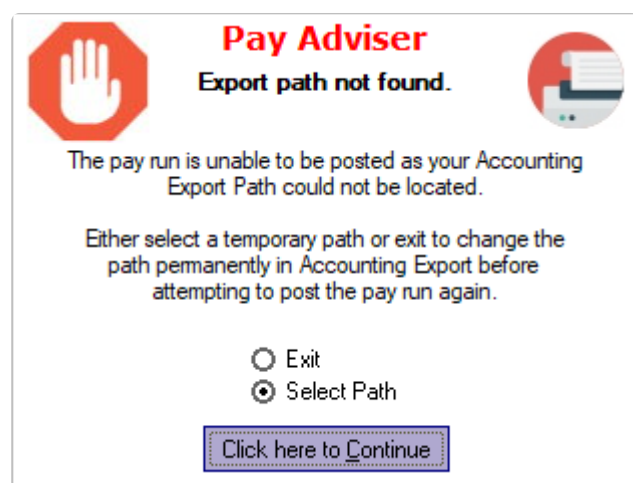 Pay Adviser
Export path not found.
The pay run is unable to be posted as your Accounting
Export Path could not be located.
Either select a temporary path or exit to change the
path permanently in Accounting Export before
attempting to post the pay run again.
Exit
Select Path
Click here to Continue